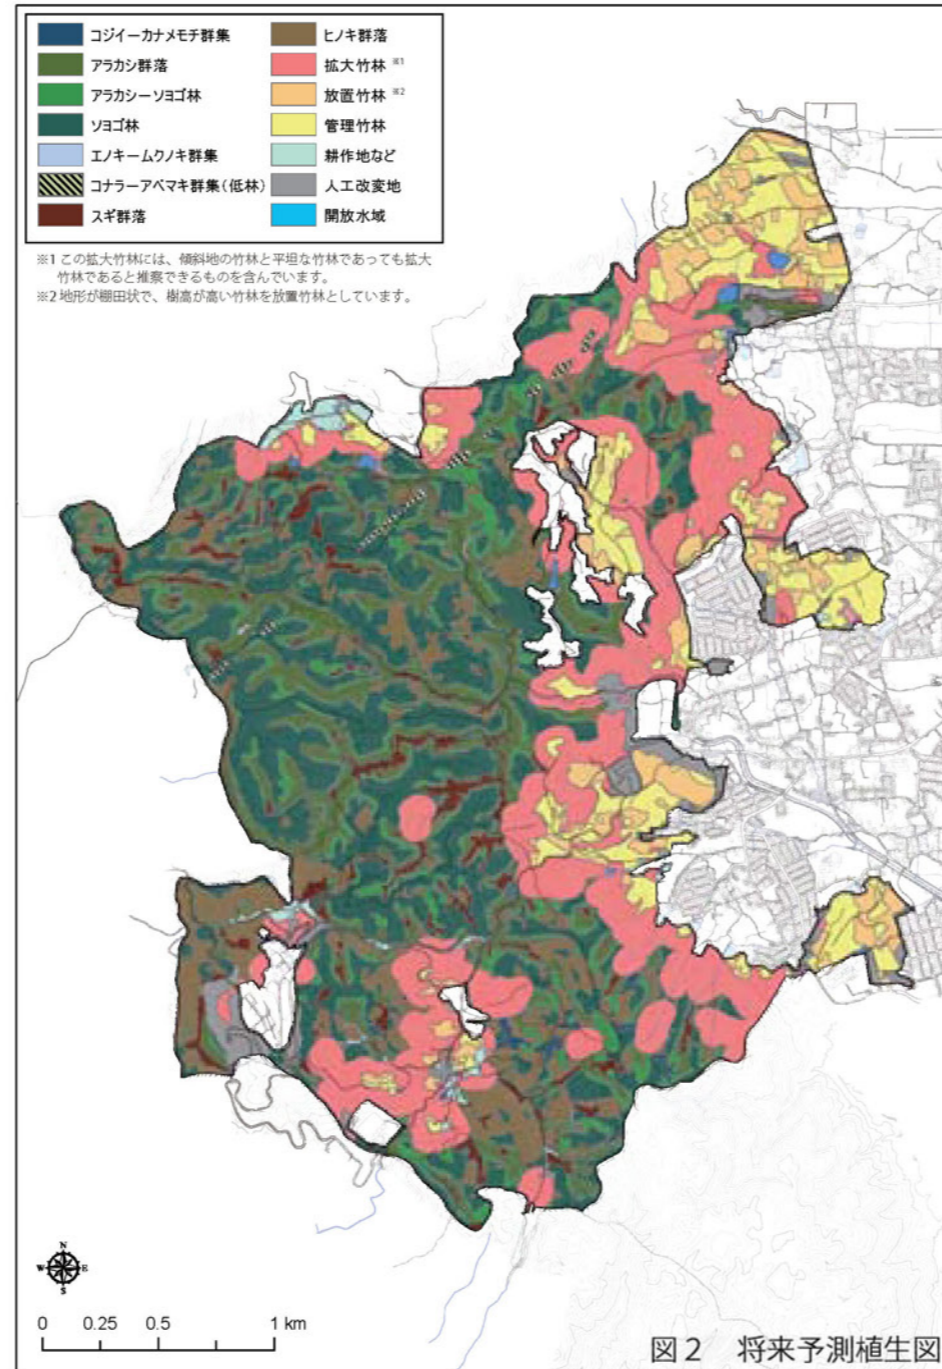 コジイーカナメモチ群集
アラカシ群落
アラカシーソヨゴ林
ソヨゴ林
エノキームクノキ群集
コナラーアベマキ群集(低林)
スギ群落
ヒノキ群落
拡大竹林 ※1
放置竹林 ※2
管理竹林
耕作地など
人工改変地
開放水域
※1 この拡大竹林には、傾斜地の竹林と平坦な竹林であっても拡大
竹林であると推察できるものを含んでいます。
※2 地形が棚田状で、樹高が高い竹林を放置竹林としています。
N
W E
S
0 0.25 0.5 1 km
図2 将来予測植生図